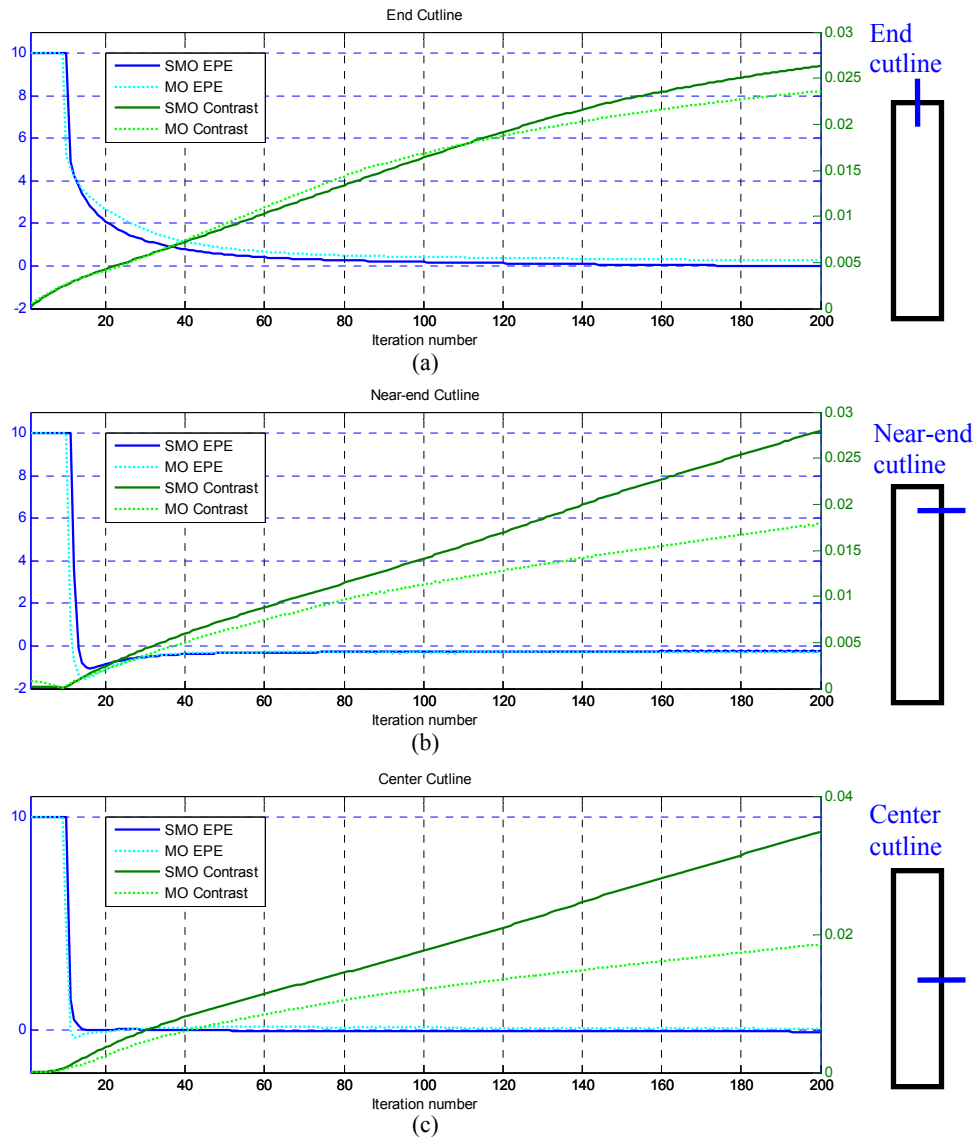 End Cutline
10
8
6
4
2
0
-2
SMO EPE
MO EPE
SMO Contrast
MO Contrast
0.03
0.025
0.02
0.015
0.01
0.005
0
20 40 60 80 100 120 140 160 180 200
Iteration number
(a)
End
cutline
Near-end Cutline
10
8
6
4
2
0
-2
SMO EPE
MO EPE
SMO Contrast
MO Contrast
0.03
0.025
0.02
0.015
0.01
0.005
0
20 40 60 80 100 120 140 160 180 200
Iteration number
(b)
Near-end
cutline
Center Cutline
10
0
SMO EPE
MO EPE
SMO Contrast
MO Contrast
0.04
0.02
0
20 40 60 80 100 120 140 160 180 200
Iteration number
(c)
Center
cutline